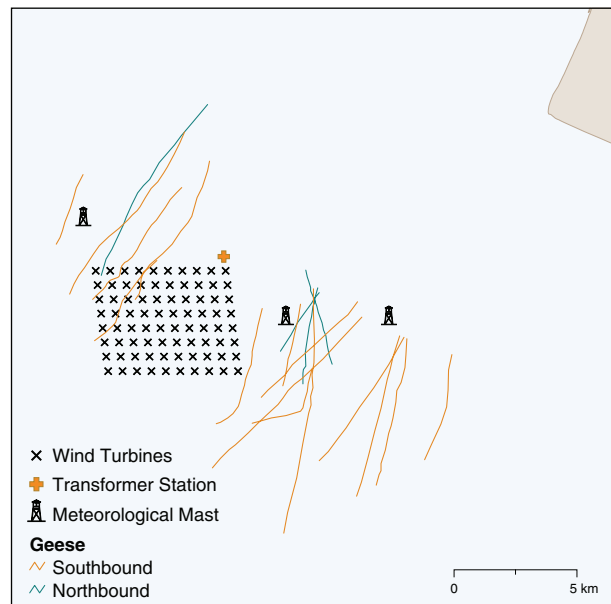 Wind Turbines
Transformer Station
Meteorological Mast
Geese
Southbound
Northbound
0 5 km